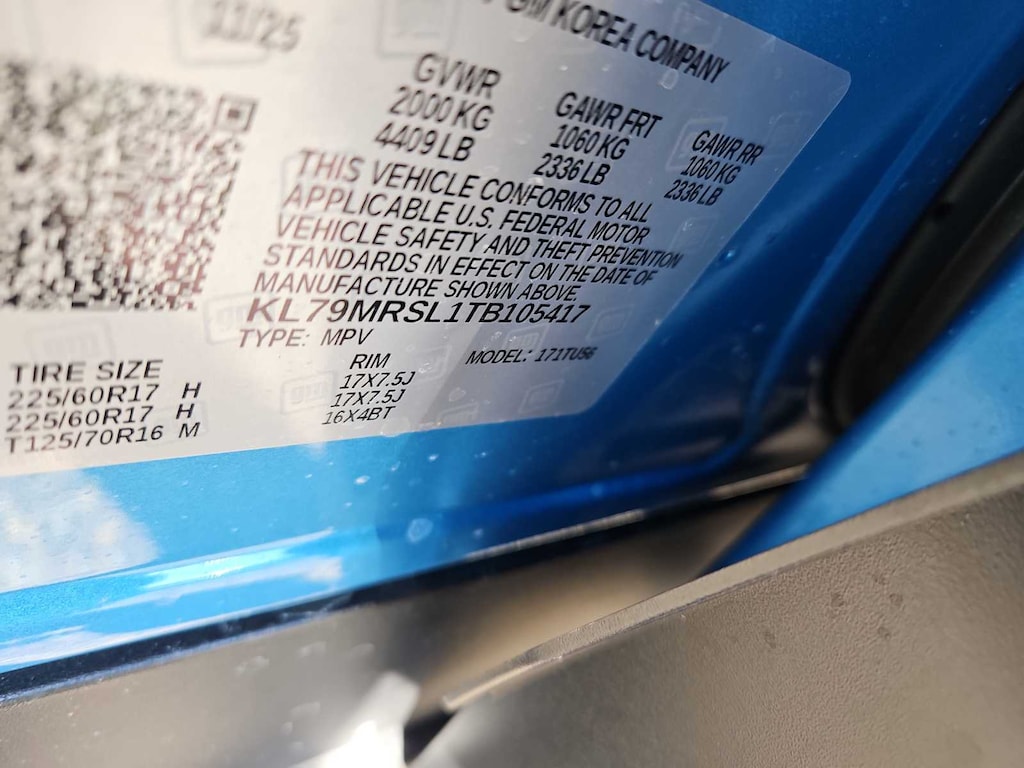 11/25
GM KOREA COMPANY
GVWR
2000 KG
4409 LB
GAWR FRT
1060 KG
2336 LB
GAWR RR
1060 KG
2336 LB
THIS VEHICLE CONFORMS TO ALL
APPLICABLE U.S. FEDERAL MOTOR
VEHICLE SAFETY AND THEFT PREVENTION
STANDARDS IN EFFECT ON THE DATE OF
MANUFACTURE SHOWN ABOVE.
KL79MRSL1TB105417
TYPE: MPV
MODEL: 171TUS6
TIRE SIZE RIM
225/60R17 H 17X7.5J
225/60R17 H 17X7.5J
T125/70R16 M 16X4BT